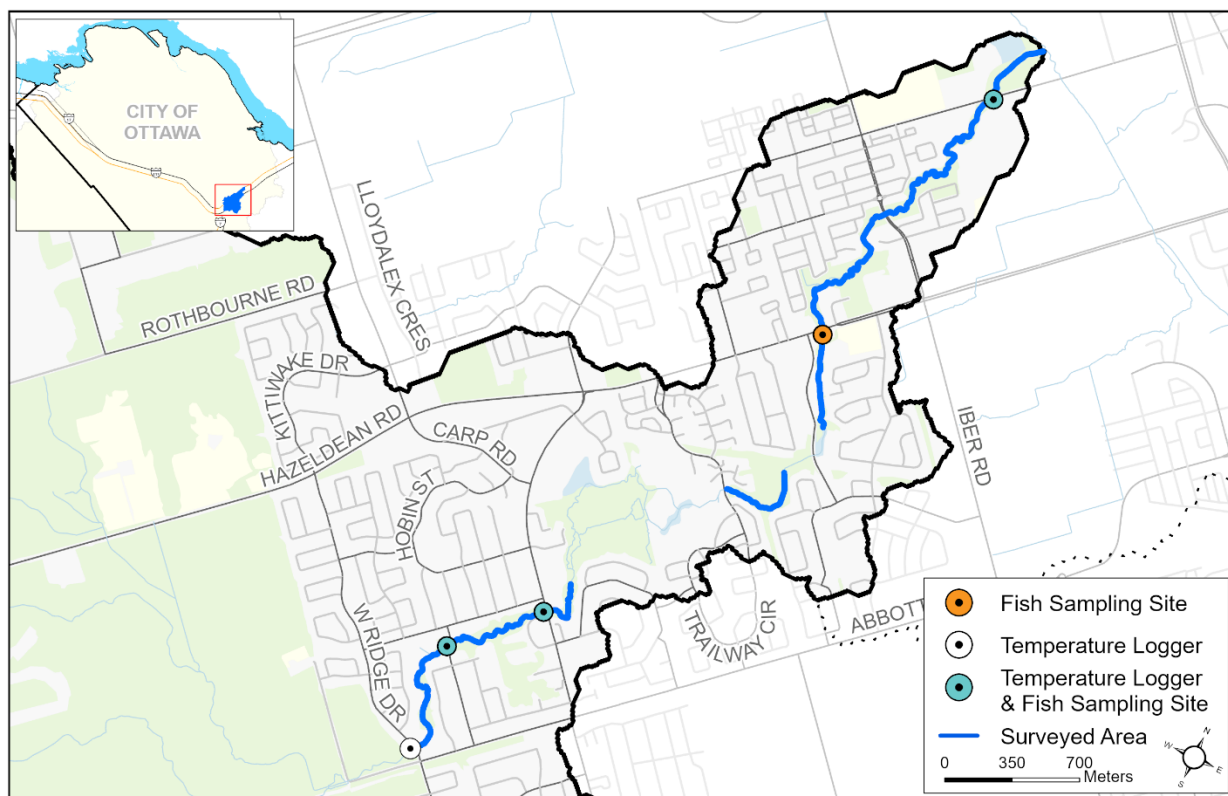 CITY OF
OTTAWA
LLOYDALEX CRES
ROTHBOURNE RD
KITTIWAKE DR
HAZELDEAN RD
CARP RD
HOBIN ST
IBER RD
W RIDGE DR
TRAILWAY CIR
ABBOTT
Fish Sampling Site
Temperature Logger
Temperature Logger
& Fish Sampling Site
Surveyed Area
0 350 700
Meters
N
W
E
S